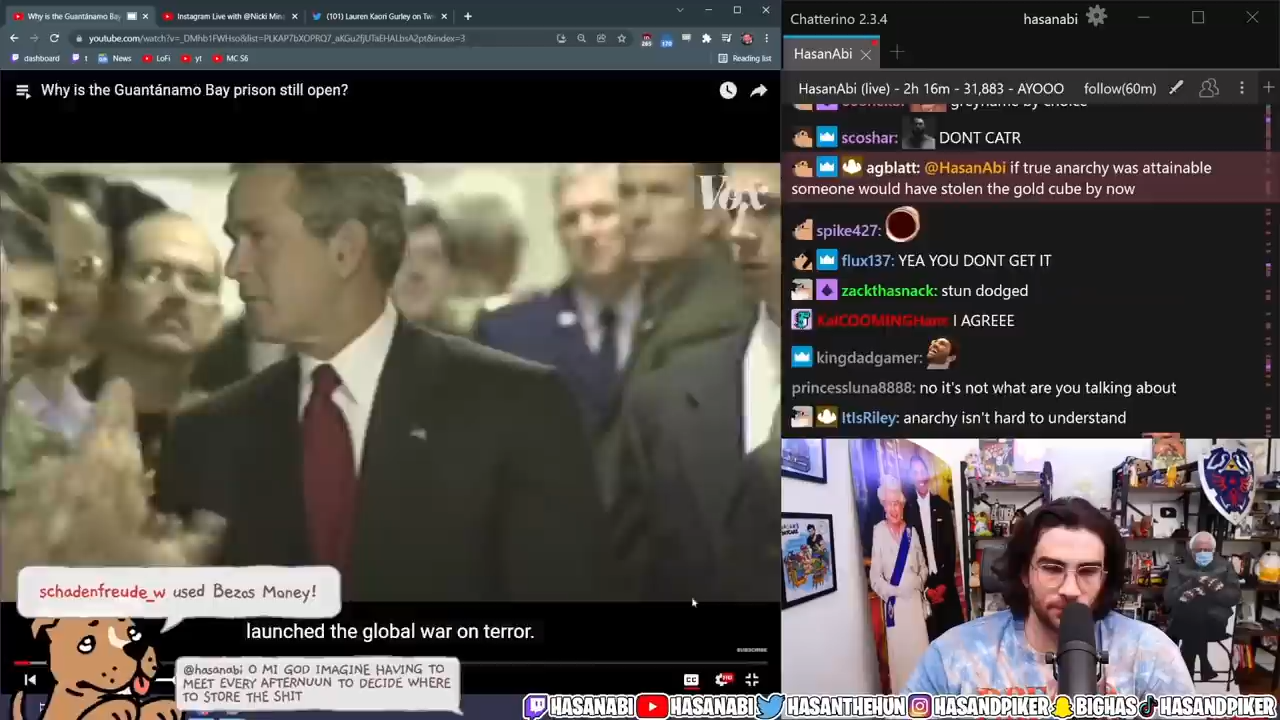 Why is the Guantánamo Bay
Instagram Live with @Nicki Min
(101) Lauren Kaori Gurley on Tw
youtube.com/watch?v=_DMhb1FWHso&list=PLKAP7bXOPRQ7_aKGu2fjUTaEHALbsA2pt&index=3
dashboard
t
News
LoFi
yt
MC S6
Reading list
Why is the Guantánamo Bay prison still open?
Vox
launched the global war on terror.
SUBSCRIBE
schadenfreude_w used Bezos Money!
@hasanabi O MI GOD IMAGINE HAVING TO
MEET EVERY AFTERNUUN TO DECIDE WHERE
TO STORE THE SHIT
CC
HD
Chatterino 2.3.4
hasanabi
HasanAbi
HasanAbi (live) - 2h 16m - 31,883 - AYOOO
follow(60m)
greyname by choice
scoshar: DONT CATR
agblatt: @HasanAbi if true anarchy was attainable
someone would have stolen the gold cube by now
spike427:
flux137: YEA YOU DONT GET IT
zackthasnack: stun dodged
I AGREEE
kingdadgamer:
princessluna8888: no it's not what are you talking about
ItIsRiley: anarchy isn't hard to understand
HASANABI HASANABI HASANTHEHUN HASANDPIKER BIGHAS HASANDPIKER